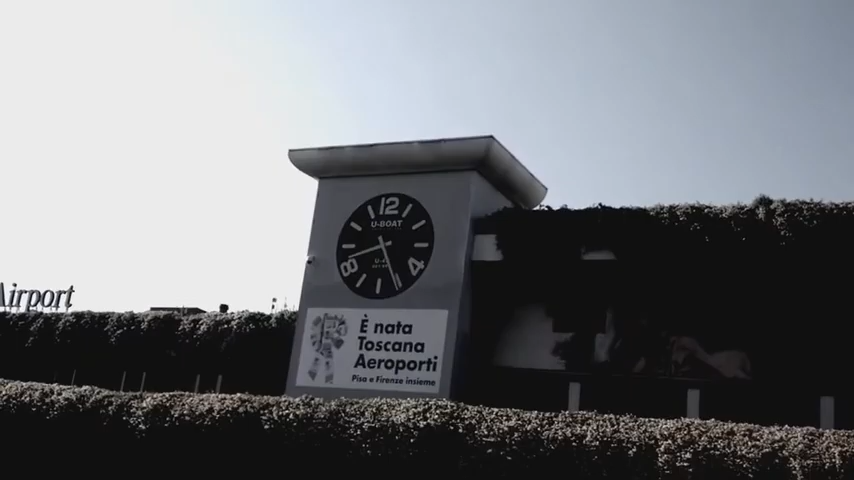 12
U-BOAT
8
4
Airport
È nata
Toscana
Aeroporti
Pisa e Firenze insieme